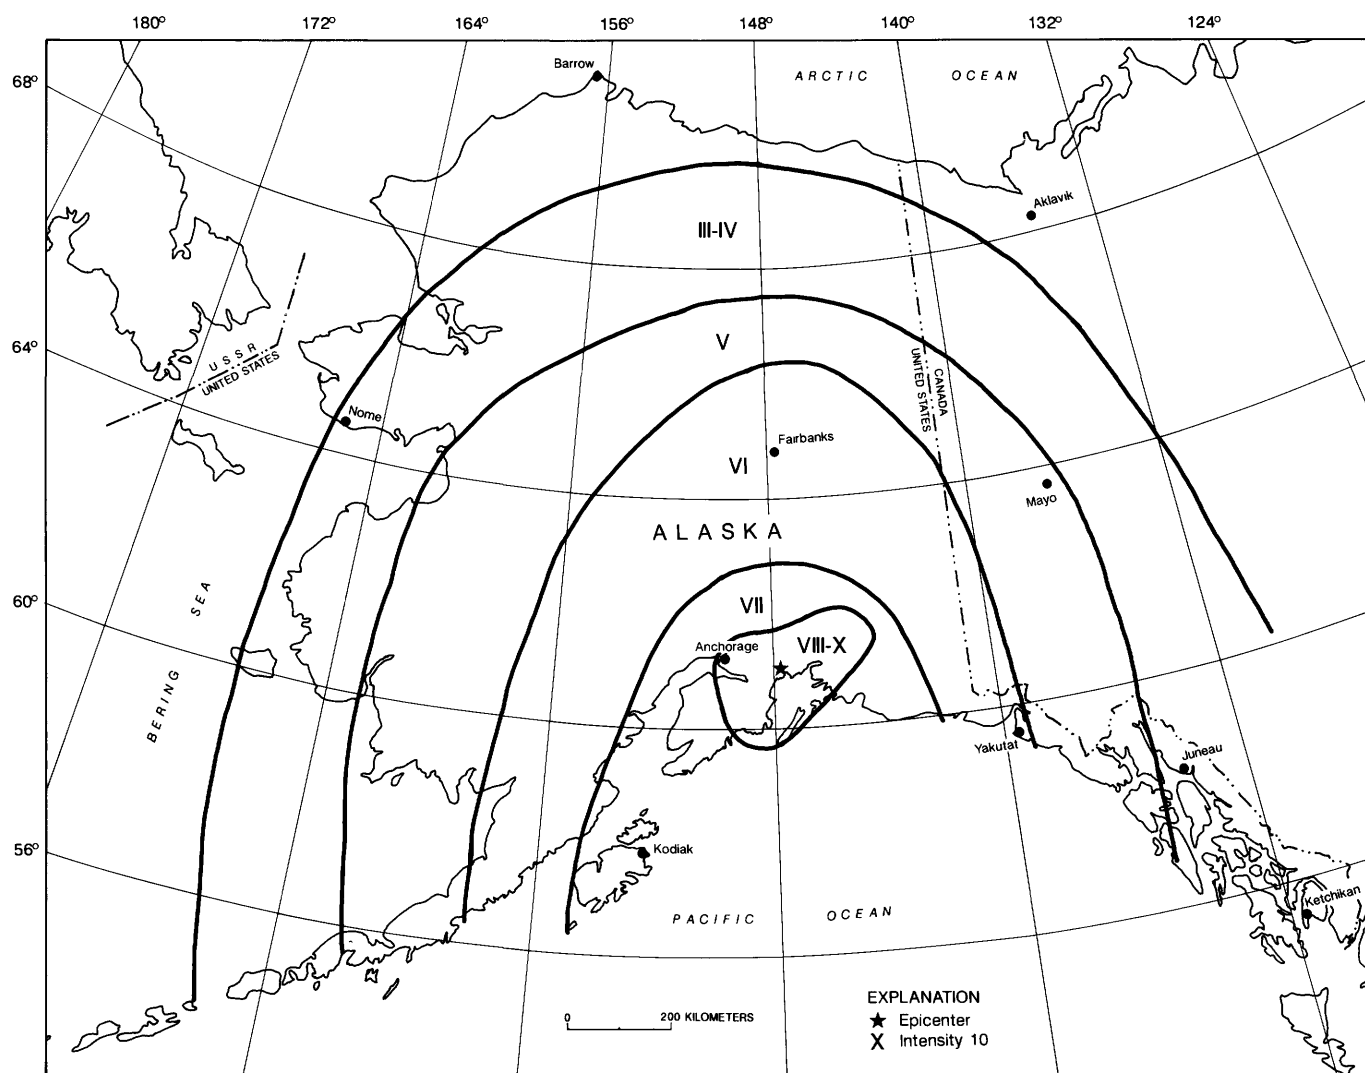 180° 172° 164° 156° 148° 140° 132° 124°
68°
64°
60°
56°
Barrow
ARCTIC OCEAN
Aklavik
III-IV
USSR
UNITED STATES
V
CANADA
UNITED STATES
Nome
Fairbanks
VI
Mayo
ALASKA
BERING SEA
VII
VIII-X
Anchorage
Yakutat
Juneau
Kodiak
Ketchikan
PACIFIC OCEAN
0 200 KILOMETERS
EXPLANATION
Epicenter
X Intensity 10